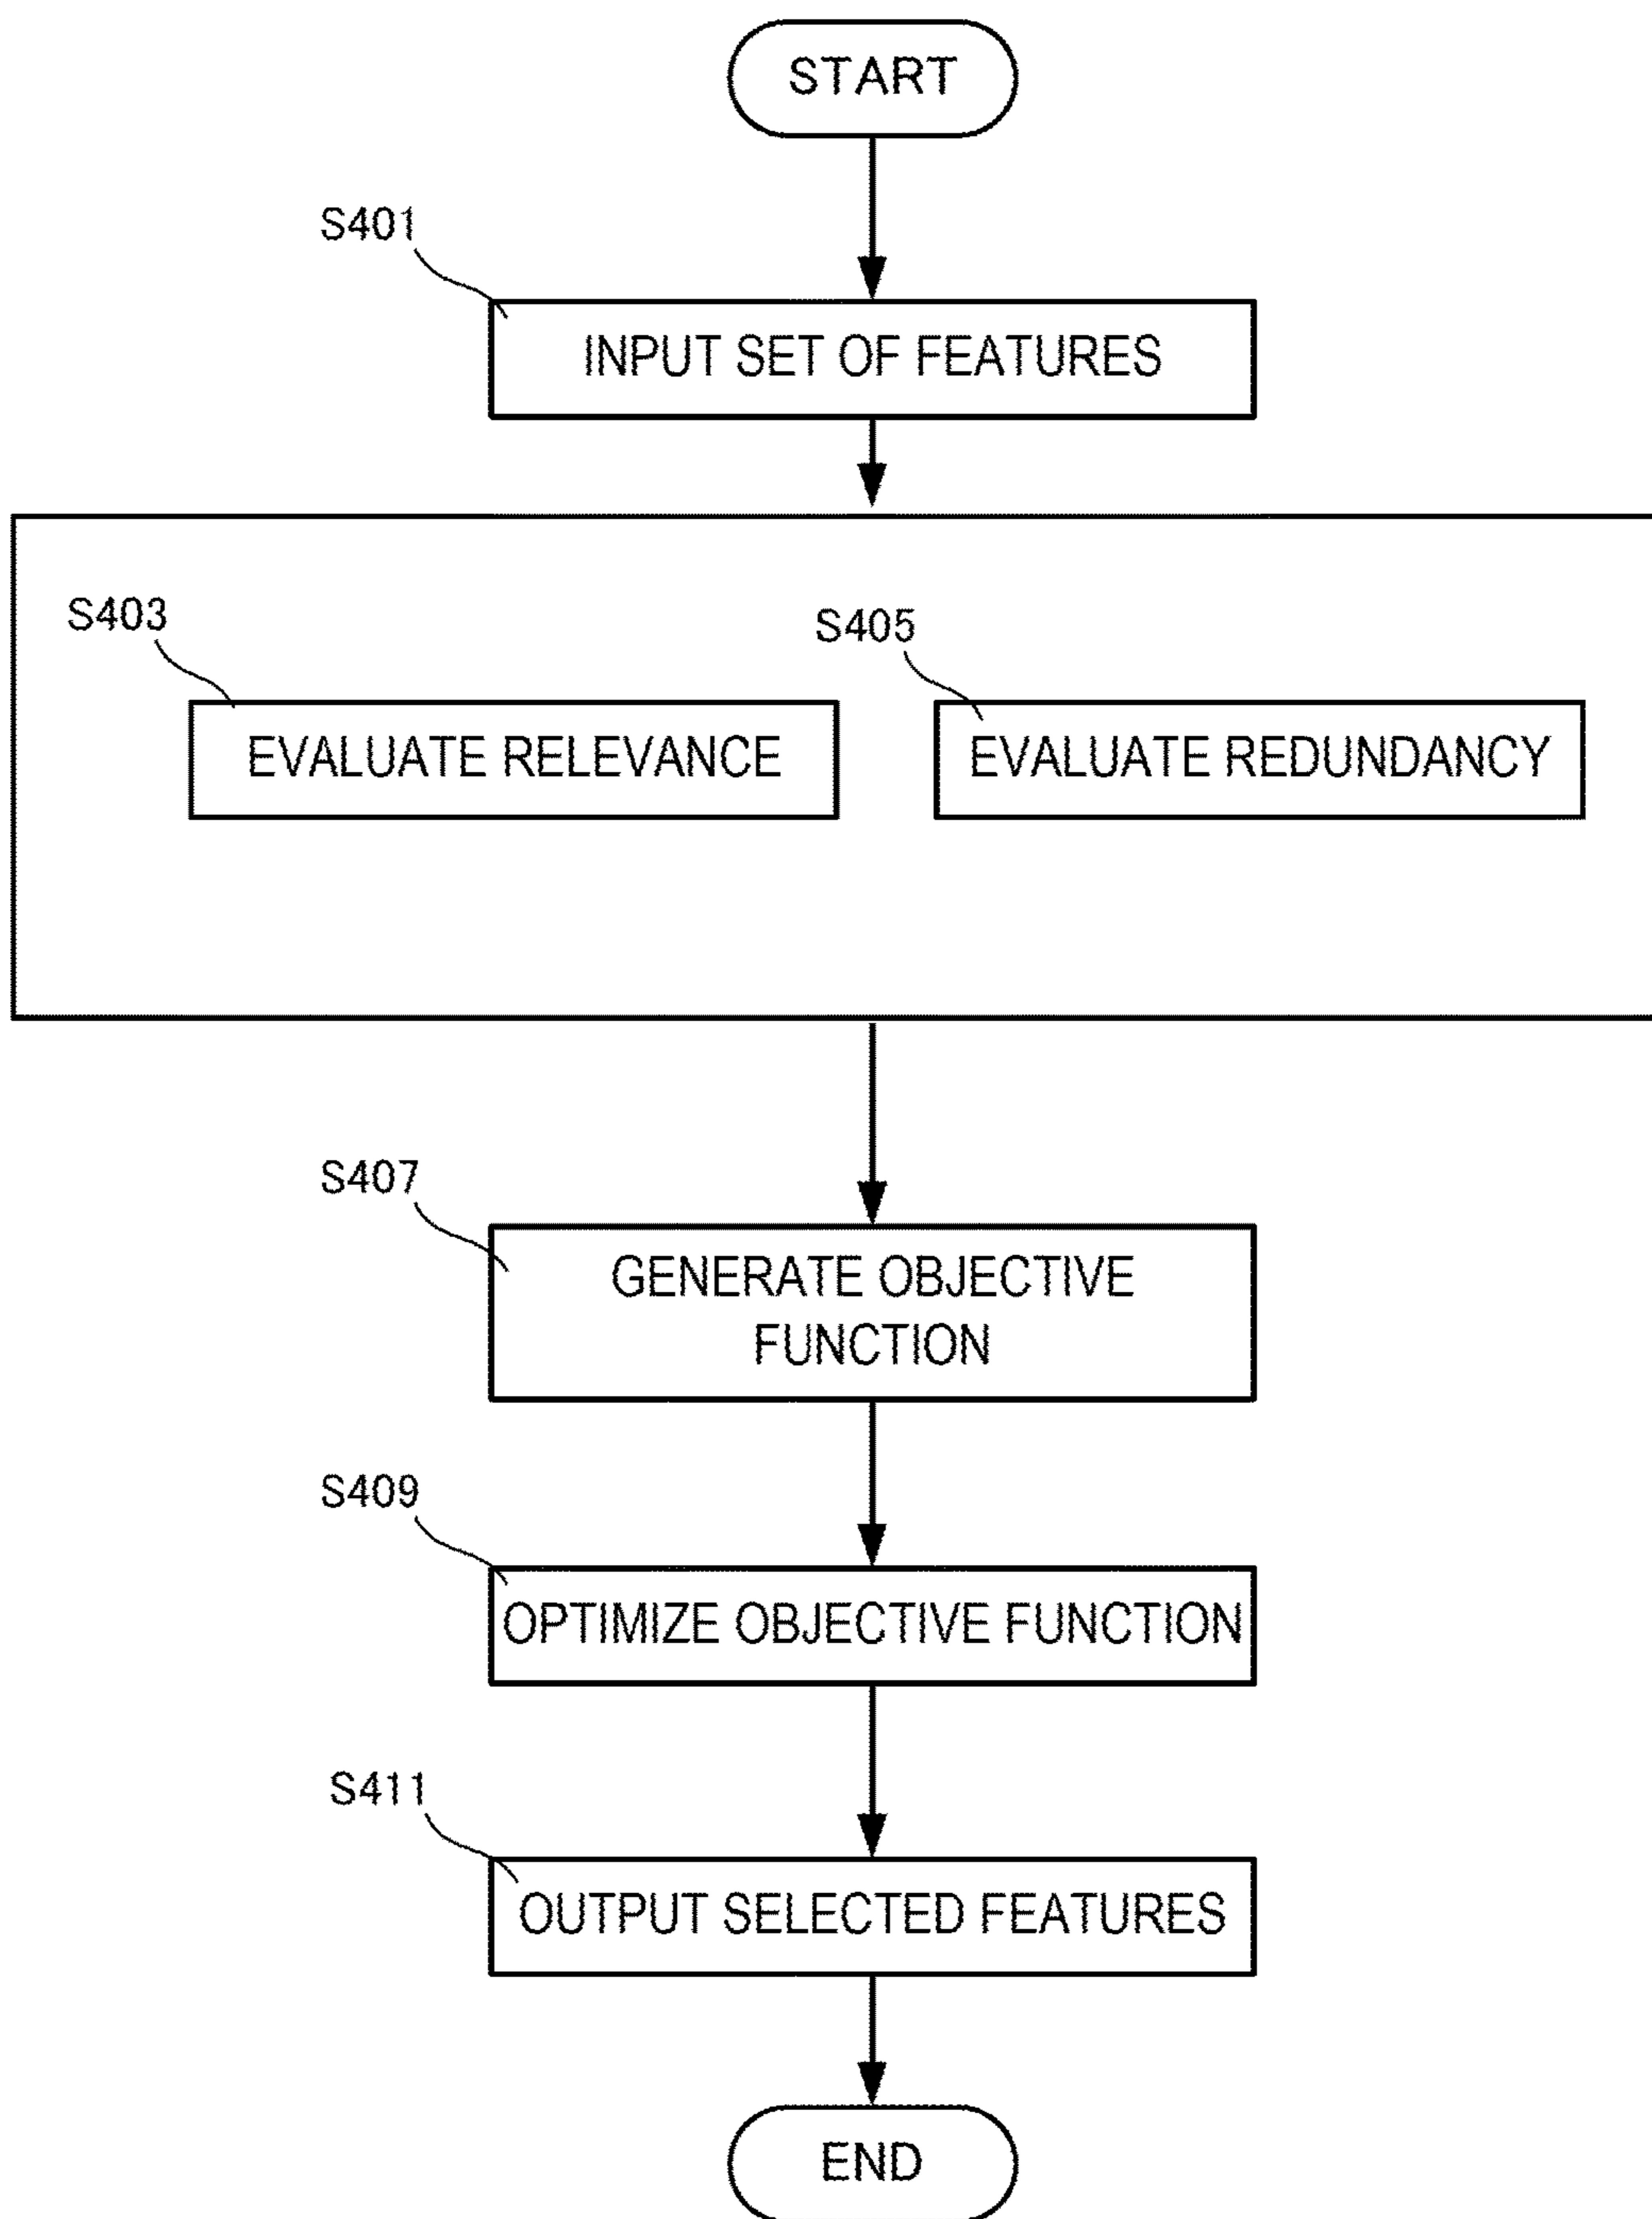 START
S401
INPUT SET OF FEATURES
S403
S405
EVALUATE RELEVANCE
EVALUATE REDUNDANCY
S407
GENERATE OBJECTIVE
FUNCTION
S409
OPTIMIZE OBJECTIVE FUNCTION
S411
OUTPUT SELECTED FEATURES
END